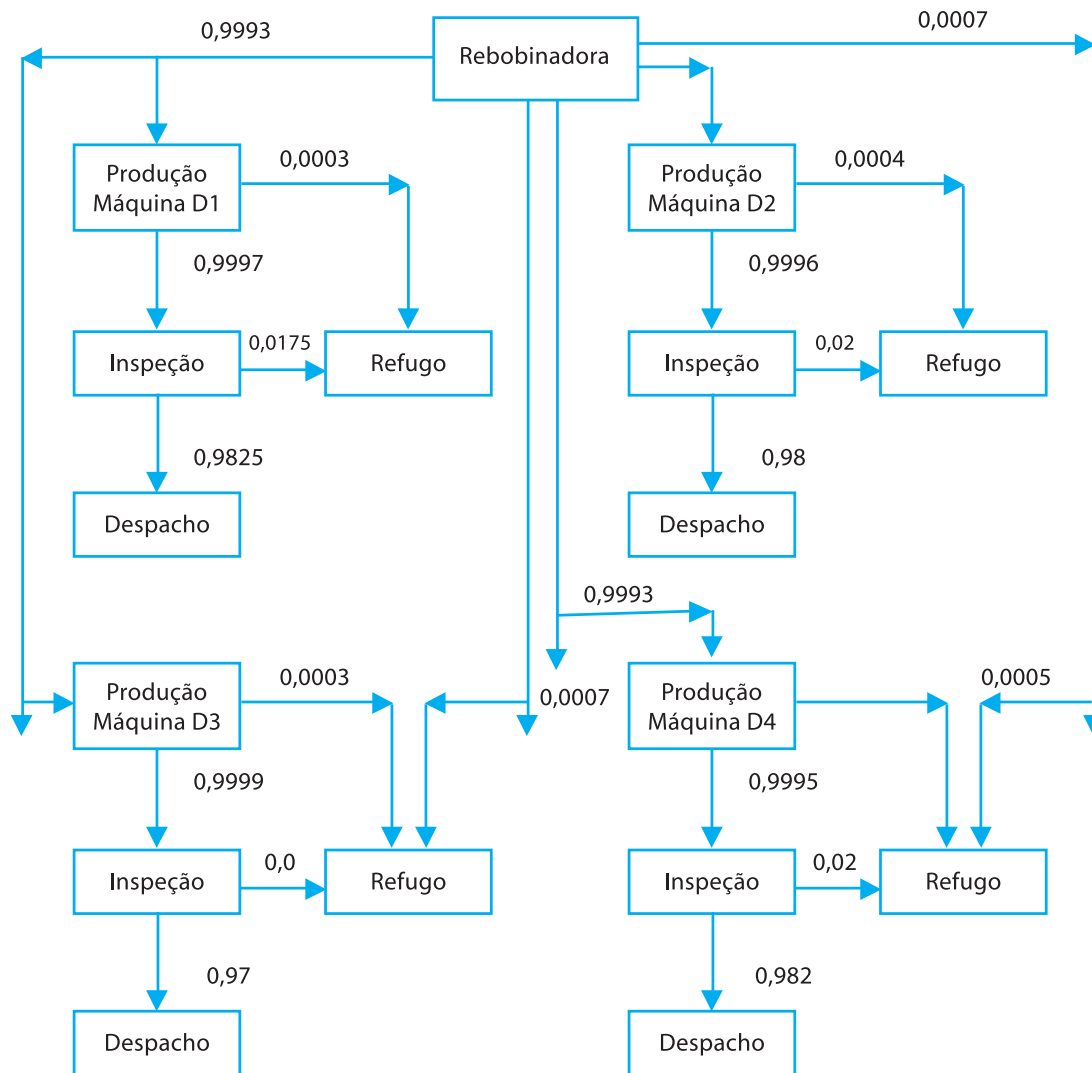 0,9993
Rebobinadora
0,0007
Produção
Máquina D1
0,0003
Produção
Máquina D2
0,0004
0,9997
0,9996
Inspeção
0,0175
Refugo
Inspeção
0,02
Refugo
0,9825
0,98
Despacho
Despacho
0,9993
Produção
Máquina D3
0,0003
0,0007
Produção
Máquina D4
0,0005
0,9999
0,9995
Inspeção
0,0
Refugo
Inspeção
0,02
Refugo
0,97
0,982
Despacho
Despacho